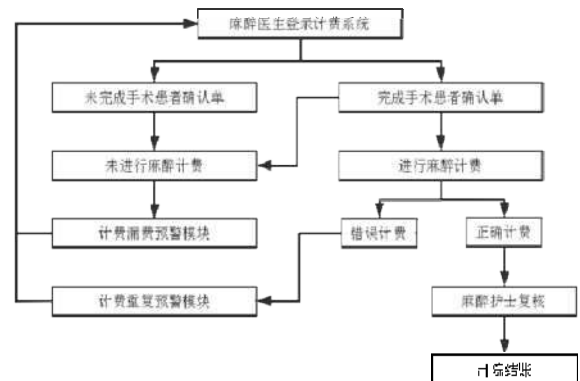 麻醉医生登录计费系统
未完成手术患者确认单
完成手术患者确认单
未进行麻醉计费
进行麻醉计费
计费漏费预警模块
错误计费
正确计费
计费重复预警模块
麻醉护士复核